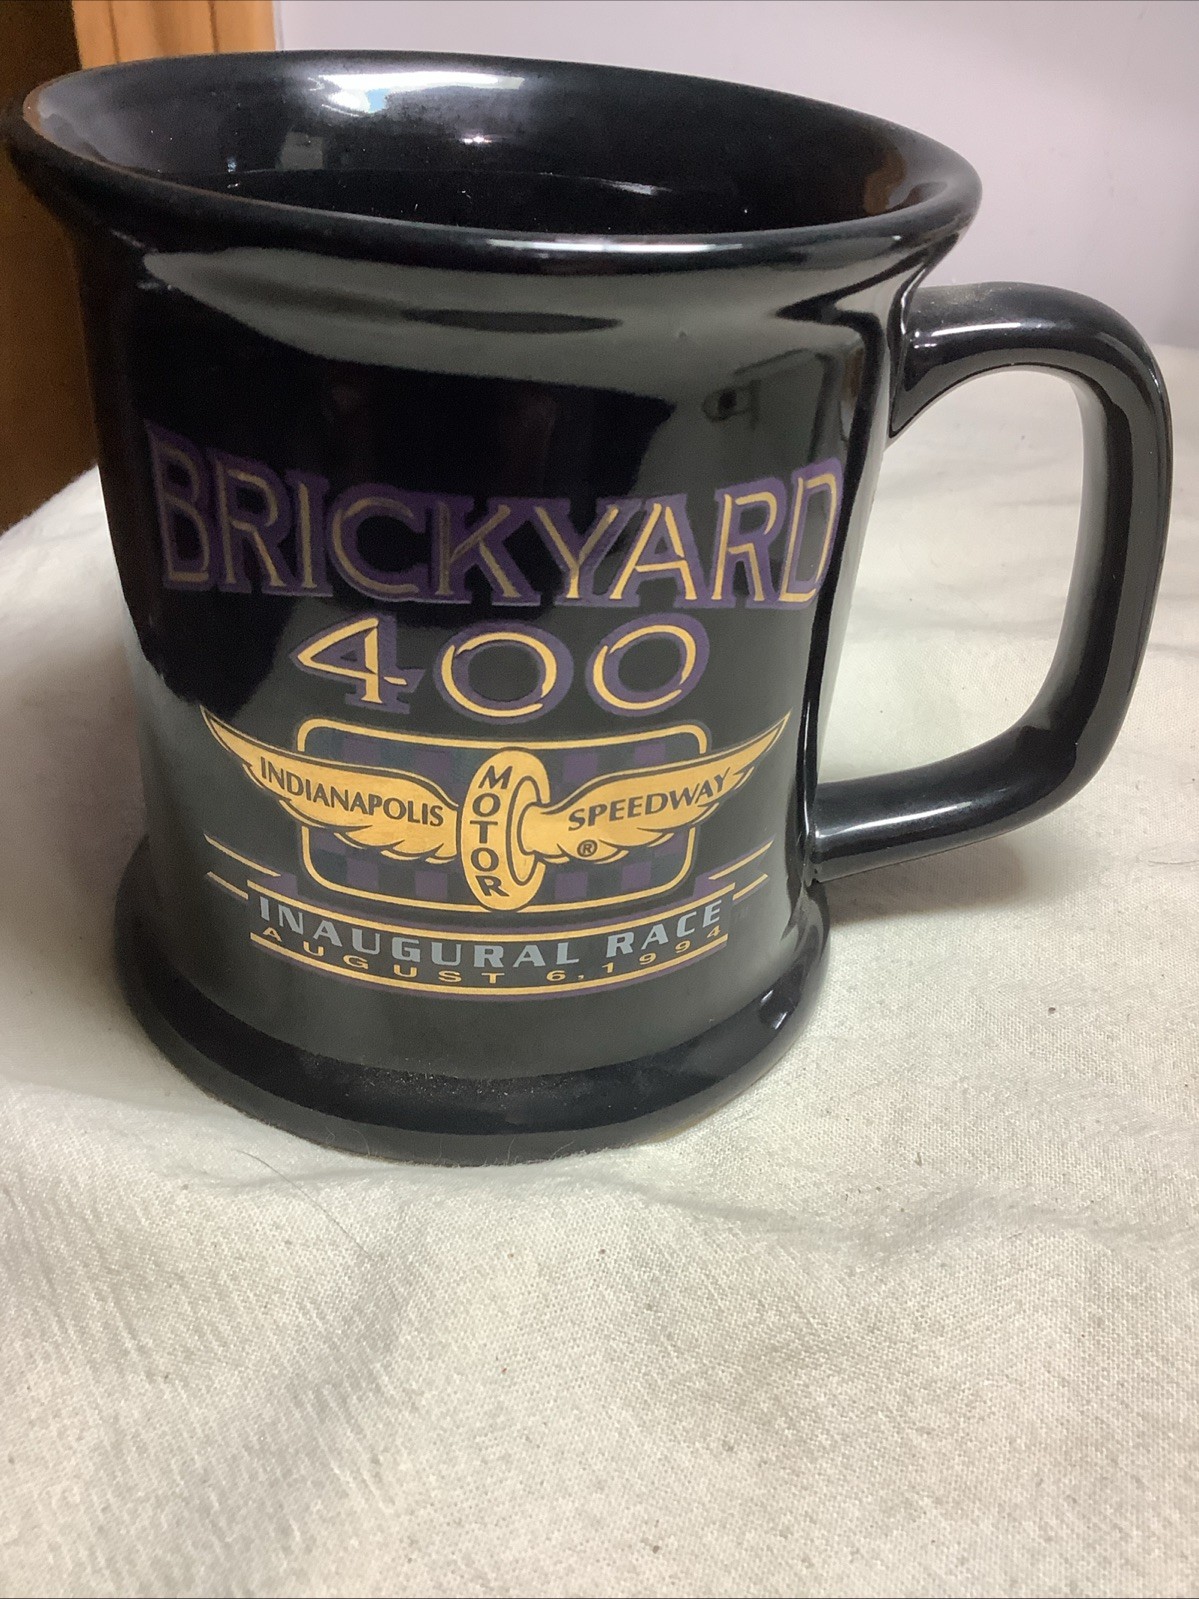 BRICKYARD
400
INDIANAPOLIS MOTOR SPEEDWAY ®
INAUGURAL RACE
AUGUST 6, 1994